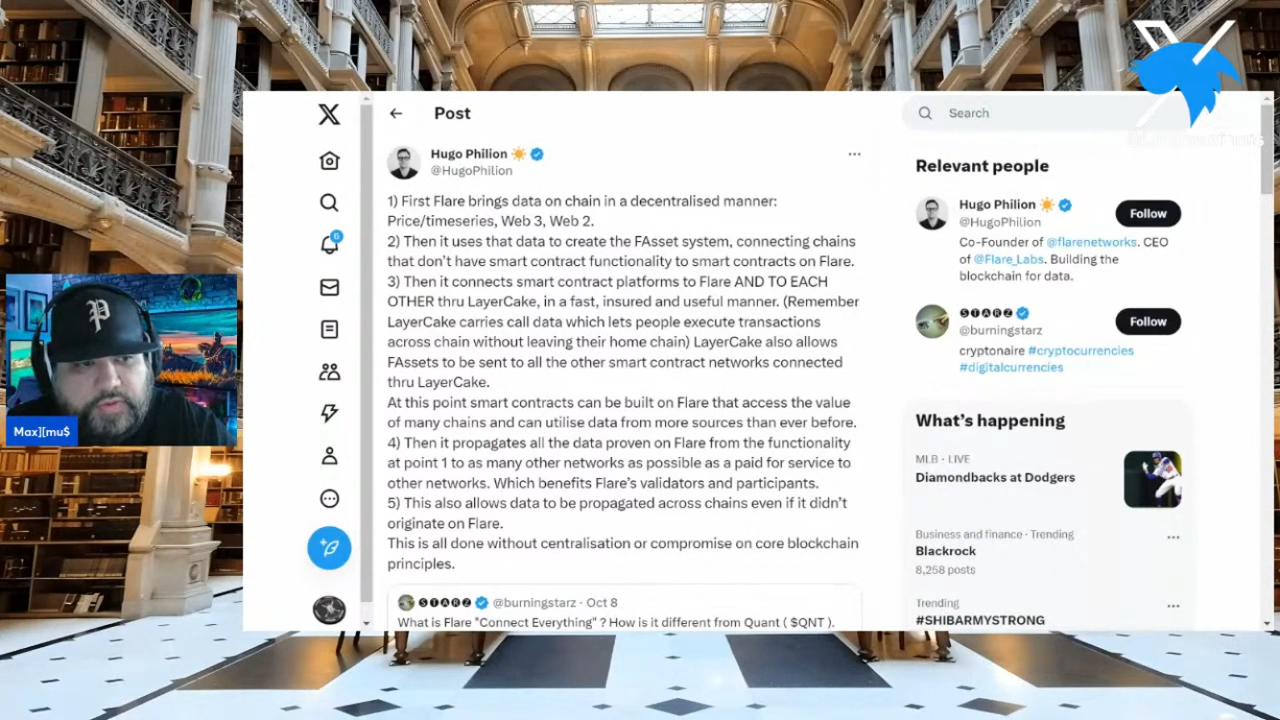 Post
Search
Hugo Philion
@HugoPhilion
1) First Flare brings data on chain in a decentralised manner:
Price/timeseries, Web 3, Web 2.
2) Then it uses that data to create the FAsset system, connecting chains
that don't have smart contract functionality to smart contracts on Flare.
3) Then it connects smart contract platforms to Flare AND TO EACH
OTHER thru LayerCake, in a fast, insured and useful manner. (Remember
LayerCake carries call data which lets people execute transactions
across chain without leaving their home chain) LayerCake also allows
FAssets to be sent to all the other smart contract networks connected
thru LayerCake.
At this point smart contracts can be built on Flare that access the value
of many chains and can utilise data from more sources than ever before.
4) Then it propagates all the data proven on Flare from the functionality
at point 1 to as many other networks as possible as a paid for service to
other networks. Which benefits Flare's validators and participants.
5) This also allows data to be propagated across chains even if it didn't
originate on Flare.
This is all done without centralisation or compromise on core blockchain
principles.
🅢🅣🅐🅡🅩 @burningstarz · Oct 8
What is Flare "Connect Everything" ? How is it different from Quant ( $QNT ).
Relevant people
Hugo Philion
@HugoPhilion
Follow
Co-Founder of @flarenetworks. CEO
of @Flare_Labs. Building the
blockchain for data.
🅢🅣🅐🅡🅩
@burningstarz
Follow
cryptonaire #cryptocurrencies
#digitalcurrencies
What's happening
MLB · LIVE
Diamondbacks at Dodgers
Business and finance · Trending
Blackrock
8,258 posts
Trending
#SHIBARMYSTRONG
6
P
Max][mu$